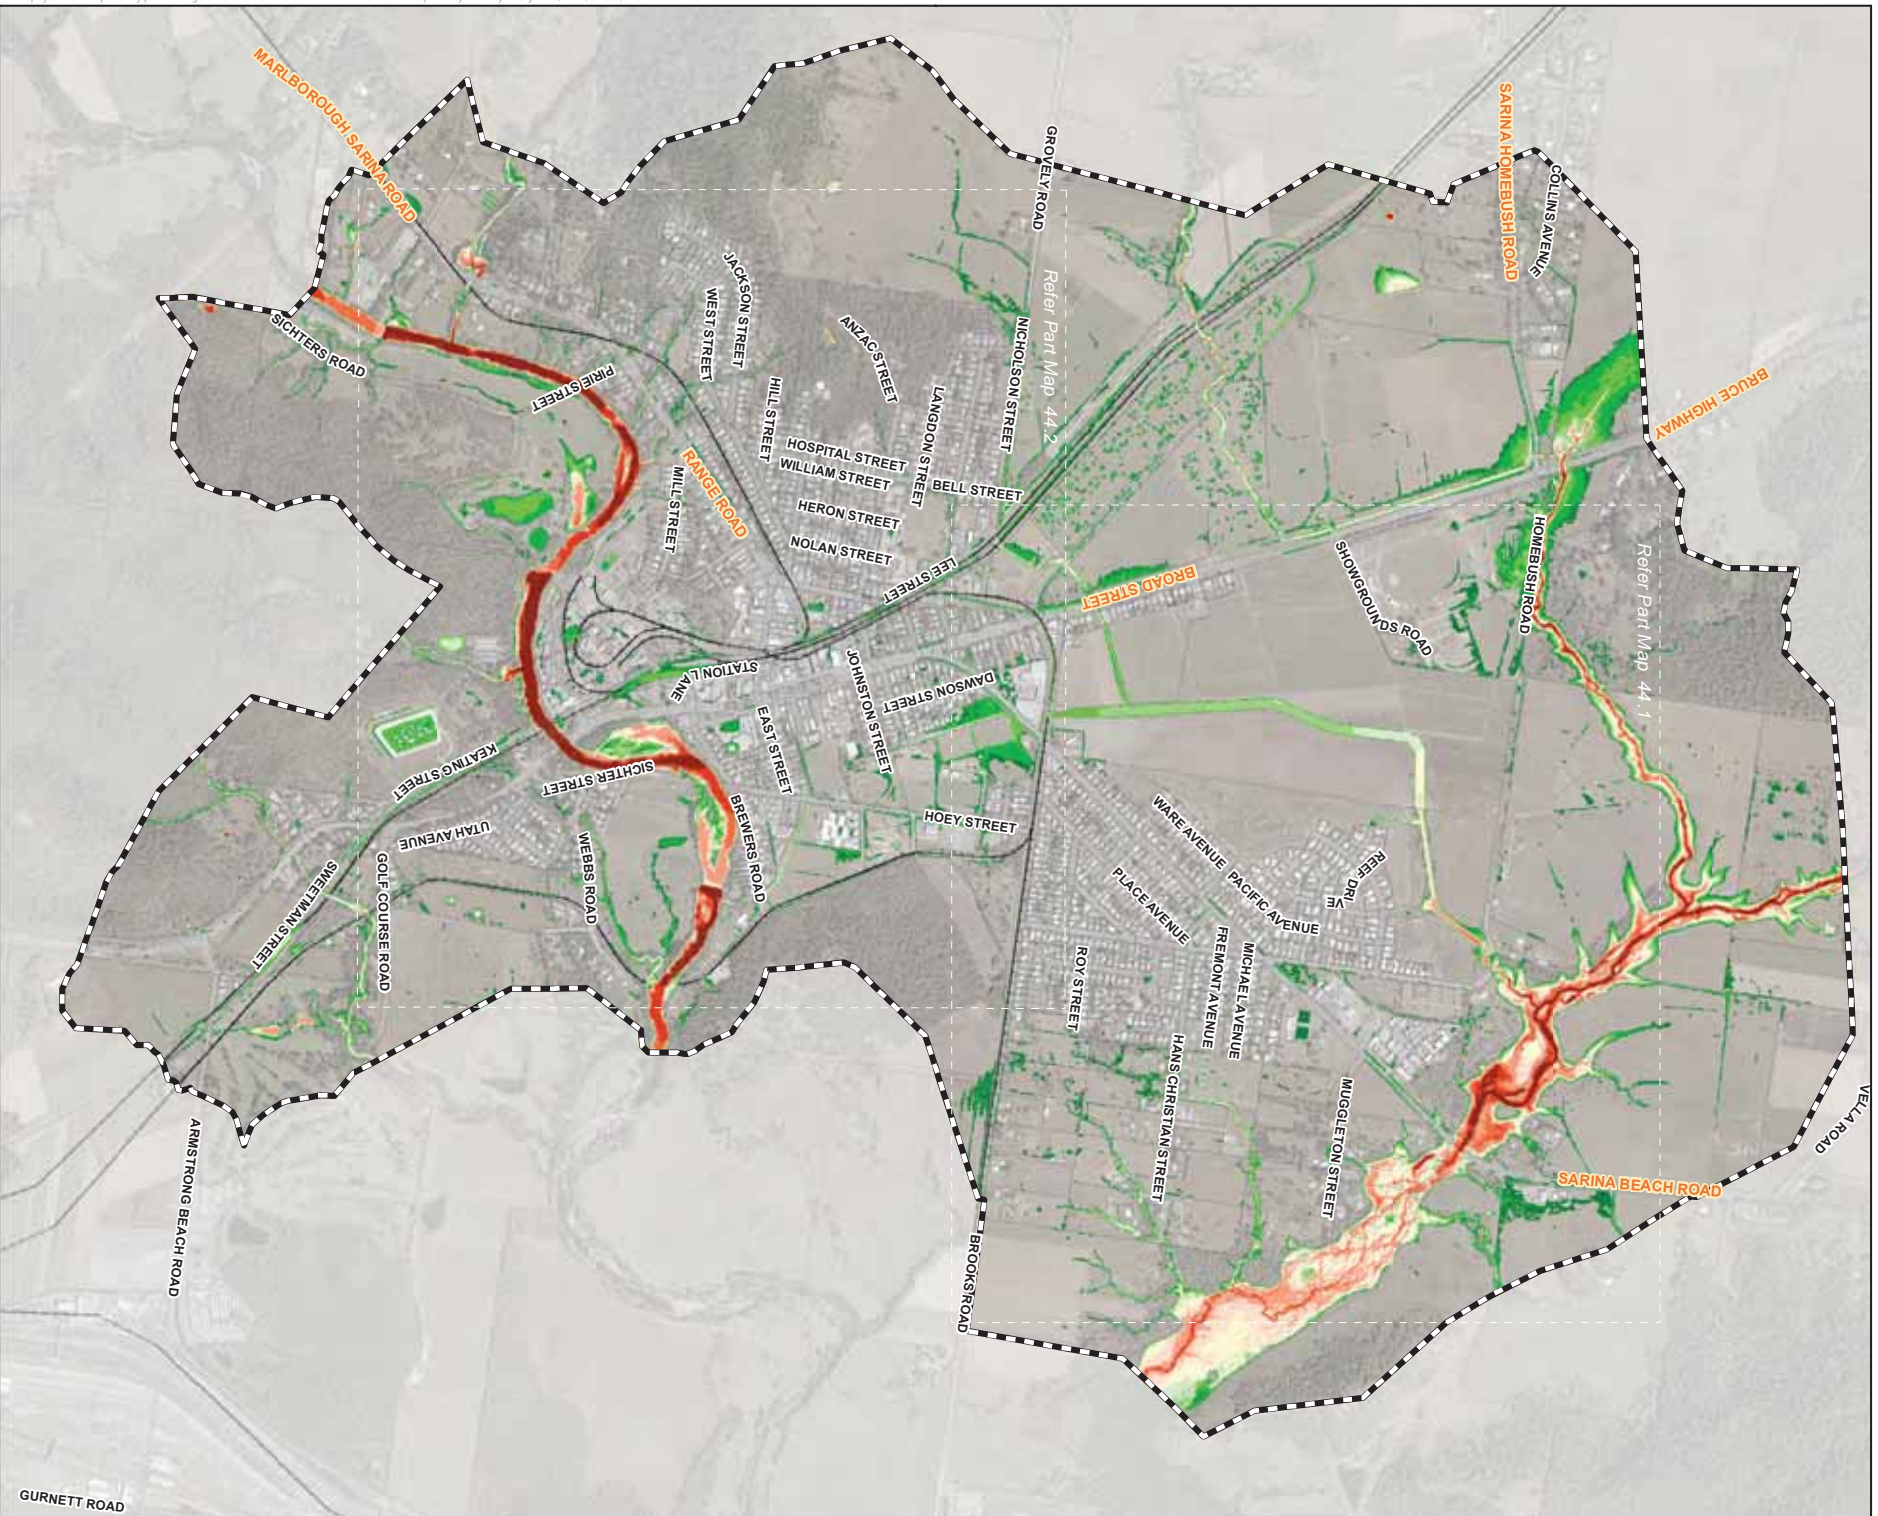 MARLBOROUGH SARINA ROAD
GROVELY ROAD
SARINA HOMEBUSH ROAD
COLLINS AVENUE
JACKSON STREET
WEST STREET
Refer Part Map 44.2
SICHTERS ROAD
ANZAC STREET
NICHOLSON STREET
PIRIE STREET
BRUCE HIGHWAY
HILL STREET
LANGDON STREET
HOSPITAL STREET
WILLIAM STREET
BELL STREET
RANGE ROAD
MILL STREET
HERON STREET
NOLAN STREET
LEE STREET
BROAD STREET
SHOWGROUNDS ROAD
HOMEBUSH ROAD
Refer Part Map 44.1
STATION LANE
JOHNSTON STREET
DAWSON STREET
EAST STREET
KEATING STREET
SICHTER STREET
BREWERS ROAD
HOEY STREET
WARE AVENUE
UTAH AVENUE
WEBBS ROAD
GOLF COURSE ROAD
SWEETMAN STREET
PLACE AVENUE
PACIFIC AVENUE
REEF DRIVE
ROY STREET
FREMONT AVENUE
MICHAEL AVENUE
HANS CHRISTIAN STREET
MUGGLETON STREET
VELLA ROAD
SARINA BEACH ROAD
ARMSTRONG BEACH ROAD
BROOKS ROAD
GURNETT ROAD